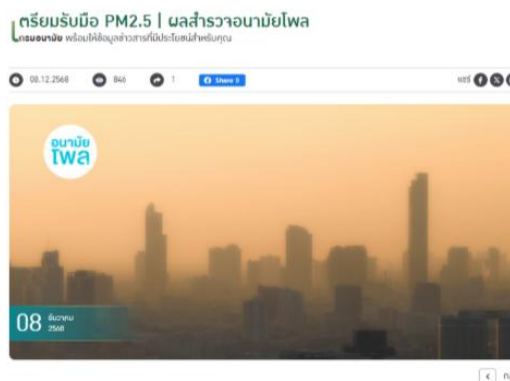 เตรียมรับมือ PM2.5 | ผลสำรวจอนามัยโพล
กรมอนามัย พร้อมให้ข้อมูลข่าวสารที่มีประโยชน์สำหรับคุณ
08.12.2568 846 1 Share 0 แชร์
อนามัย
โพล
08 ธันวาคม
2568